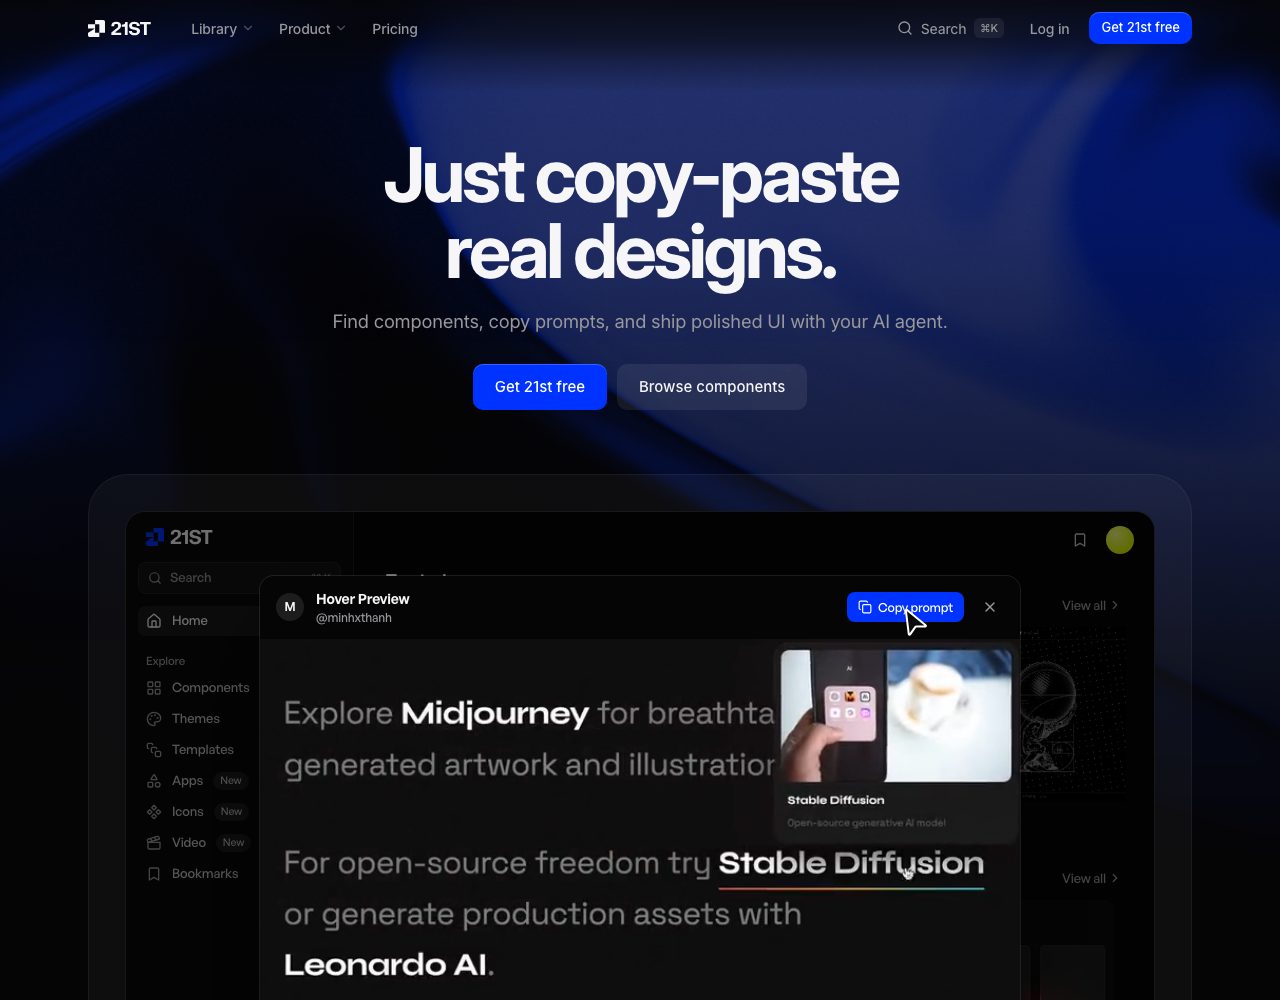 21ST
Library
Product
Pricing
Search
⌘K
Log in
Get 21st free
Just copy-paste
real designs.
Find components, copy prompts, and ship polished UI with your AI agent.
Get 21st free
Browse components
21ST
Search
Home
Explore
Components
Themes
Templates
Apps New
Icons New
Video New
Bookmarks
View all
View all
M
Hover Preview
@minhxthanh
Copy prompt
Explore Midjourney for breathta
generated artwork and illustration
AI
Stable Diffusion
Open-source generative AI model
For open-source freedom try Stable Diffusion
or generate production assets with
Leonardo AI.